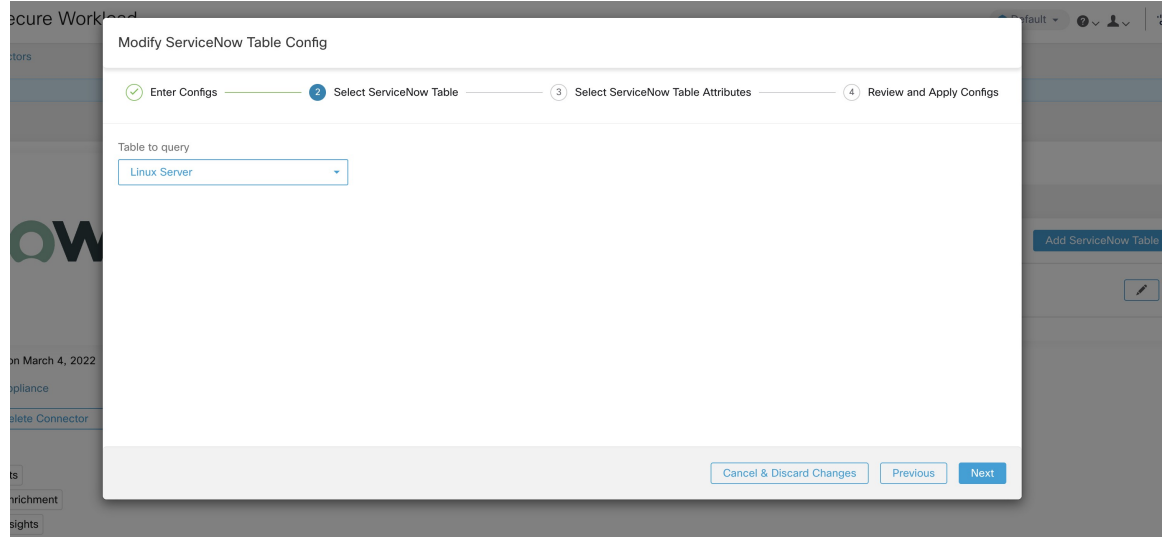 ecure Workload
Default
Modify ServiceNow Table Config
ctors
Enter Configs
2 Select ServiceNow Table
3 Select ServiceNow Table Attributes
4 Review and Apply Configs
Table to query
Linux Server
OW
Add ServiceNow Table
on March 4, 2022
ppliance
elete Connector
Cancel & Discard Changes
Previous
Next
ts
nrichment
sights